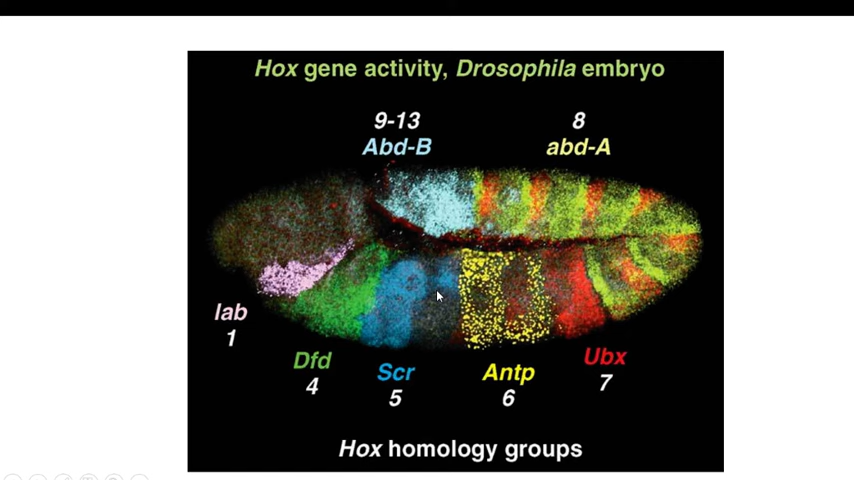 Hox gene activity, Drosophila embryo
9-13
Abd-B
8
abd-A
lab
1
Dfd
4
Scr
5
Antp
6
Ubx
7
Hox homology groups